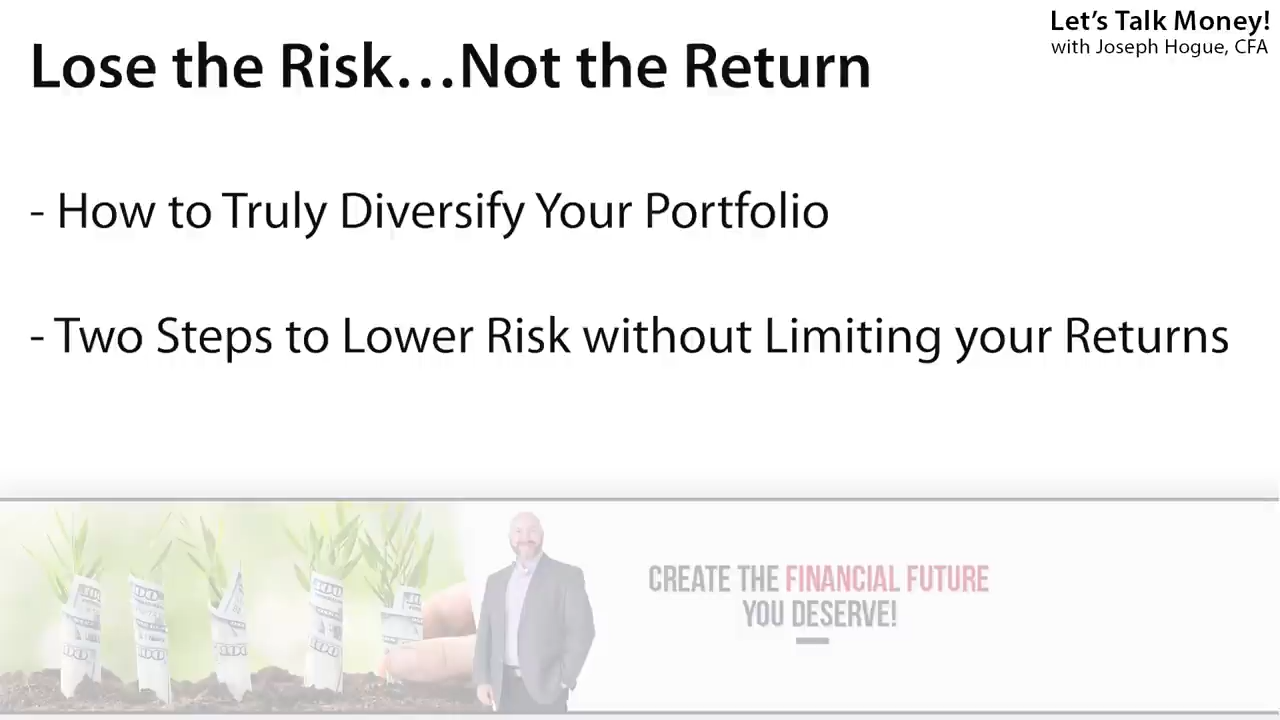 Let's Talk Money!
with Joseph Hogue, CFA
Lose the Risk…Not the Return
- How to Truly Diversify Your Portfolio
- Two Steps to Lower Risk without Limiting your Returns
CREATE THE FINANCIAL FUTURE
YOU DESERVE!